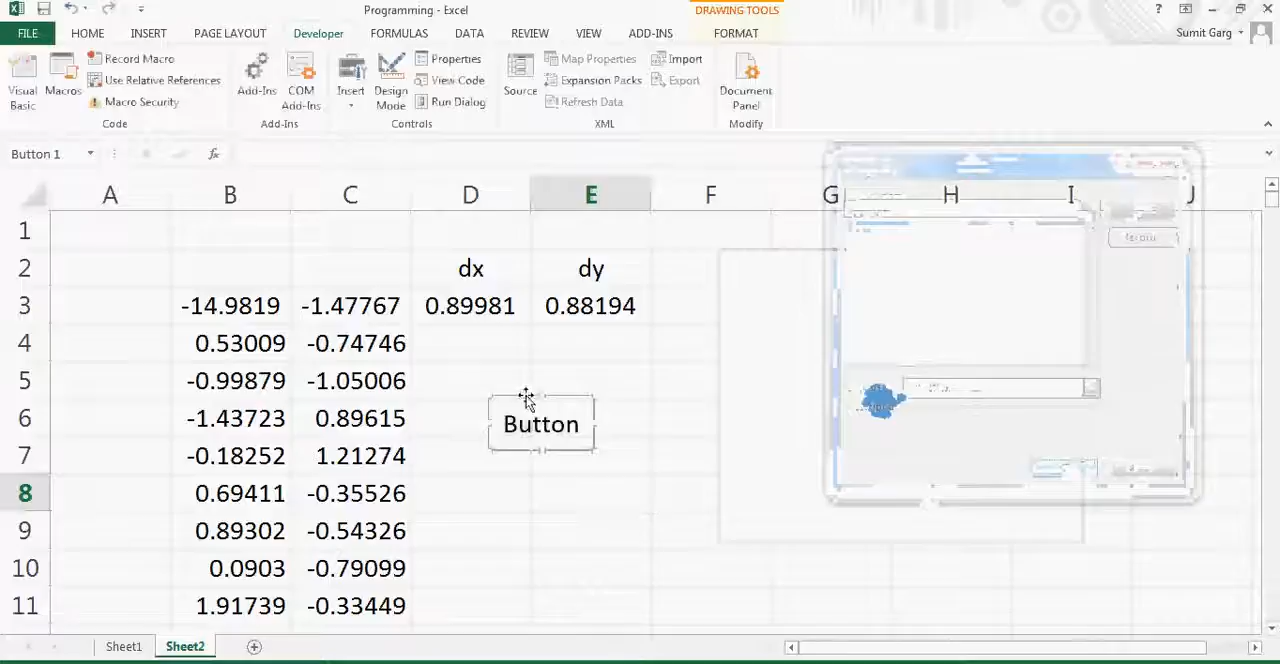 Programming - Excel
DRAWING TOOLS
?
FILE HOME INSERT PAGE LAYOUT Developer FORMULAS DATA REVIEW VIEW ADD-INS FORMAT
Sumit Garg
Visual Basic
Macros
Record Macro
Use Relative References
Macro Security
Code
Add-Ins
COM Add-Ins
Add-Ins
Insert
Design Mode
Properties
View Code
Run Dialog
Controls
Source
Map Properties
Expansion Packs
Refresh Data
Import
Export
XML
Document Panel
Modify
Button 1
fx
A B C D E F G H I J
1
2 dx dy
3 -14.9819 -1.47767 0.89981 0.88194
4 0.53009 -0.74746
5 -0.99879 -1.05006
6 -1.43723 0.89615
Button
7 -0.18252 1.21274
8 0.69411 -0.35526
9 0.89302 -0.54326
10 0.0903 -0.79099
11 1.91739 -0.33449
Sheet1 Sheet2